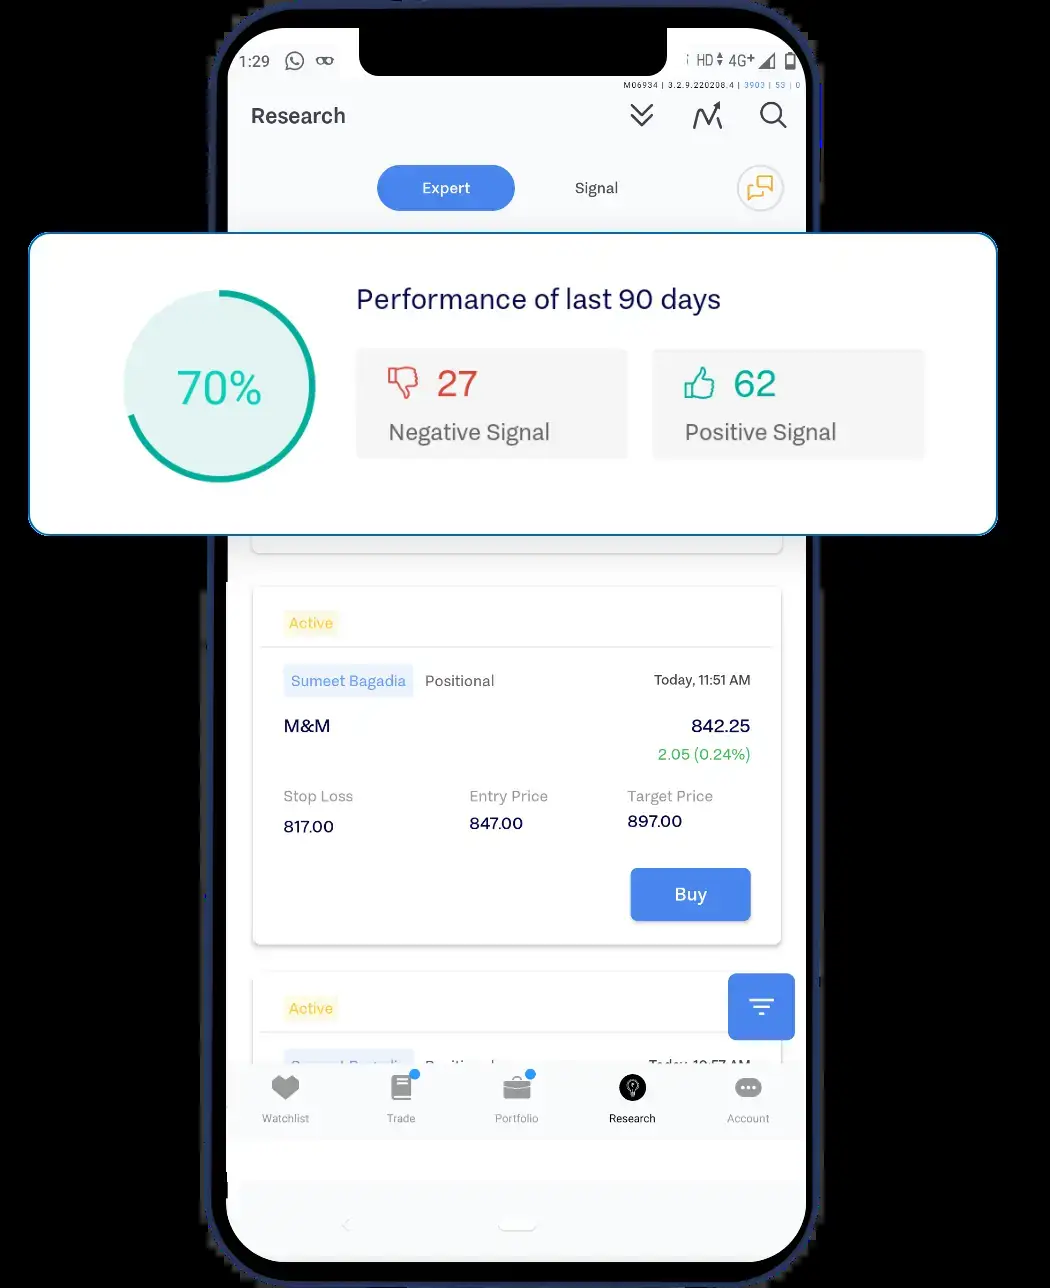 1:29 HD 4G+
M06934 | 3.2.9.220208.4 | 3903 | 53 | 0
Research
Expert Signal
Performance of last 90 days
70%
27
Negative Signal
62
Positive Signal
Active
Sumeet Bagadia Positional Today, 11:51 AM
M&M 842.25
2.05 (0.24%)
Stop Loss Entry Price Target Price
817.00 847.00 897.00
Buy
Active
Watchlist Trade Portfolio Research Account